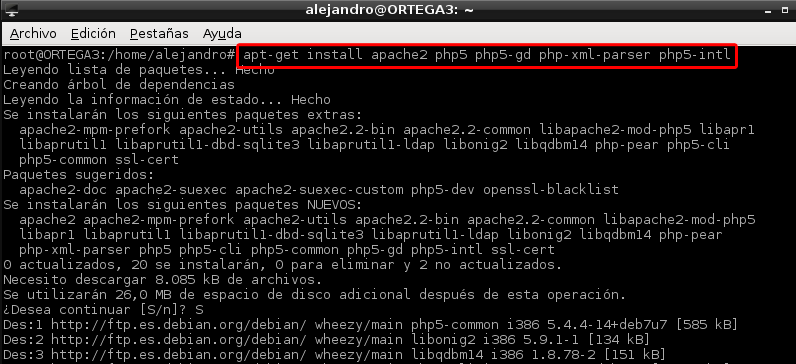 alejandro@ORTEGA3: ~
Archivo Edición Pestañas Ayuda
root@ORTEGA3:/home/alejandro# apt-get install apache2 php5 php5-gd php-xml-parser php5-intl
Leyendo lista de paquetes... Hecho
Creando árbol de dependencias
Leyendo la información de estado... Hecho
Se instalarán los siguientes paquetes extras:
apache2-mpm-prefork apache2-utils apache2.2-bin apache2.2-common libapache2-mod-php5 libapr1
libaprutil1 libaprutil1-dbd-sqlite3 libaprutil1-ldap libonig2 libqdbm14 php-pear php5-cli
php5-common ssl-cert
Paquetes sugeridos:
apache2-doc apache2-suexec apache2-suexec-custom php5-dev openssl-blacklist
Se instalarán los siguientes paquetes NUEVOS:
apache2 apache2-mpm-prefork apache2-utils apache2.2-bin apache2.2-common libapache2-mod-php5
libapr1 libaprutil1 libaprutil1-dbd-sqlite3 libaprutil1-ldap libonig2 libqdbm14 php-pear
php-xml-parser php5 php5-cli php5-common php5-gd php5-intl ssl-cert
0 actualizados, 20 se instalarán, 0 para eliminar y 2 no actualizados.
Necesito descargar 8.085 kB de archivos.
Se utilizarán 26,0 MB de espacio de disco adicional después de esta operación.
¿Desea continuar [S/n]? S
Des:1 http://ftp.es.debian.org/debian/ wheezy/main php5-common i386 5.4.4-14+deb7u7 [585 kB]
Des:2 http://ftp.es.debian.org/debian/ wheezy/main libonig2 i386 5.9.1-1 [134 kB]
Des:3 http://ftp.es.debian.org/debian/ wheezy/main libqdbm14 i386 1.8.78-2 [151 kB]